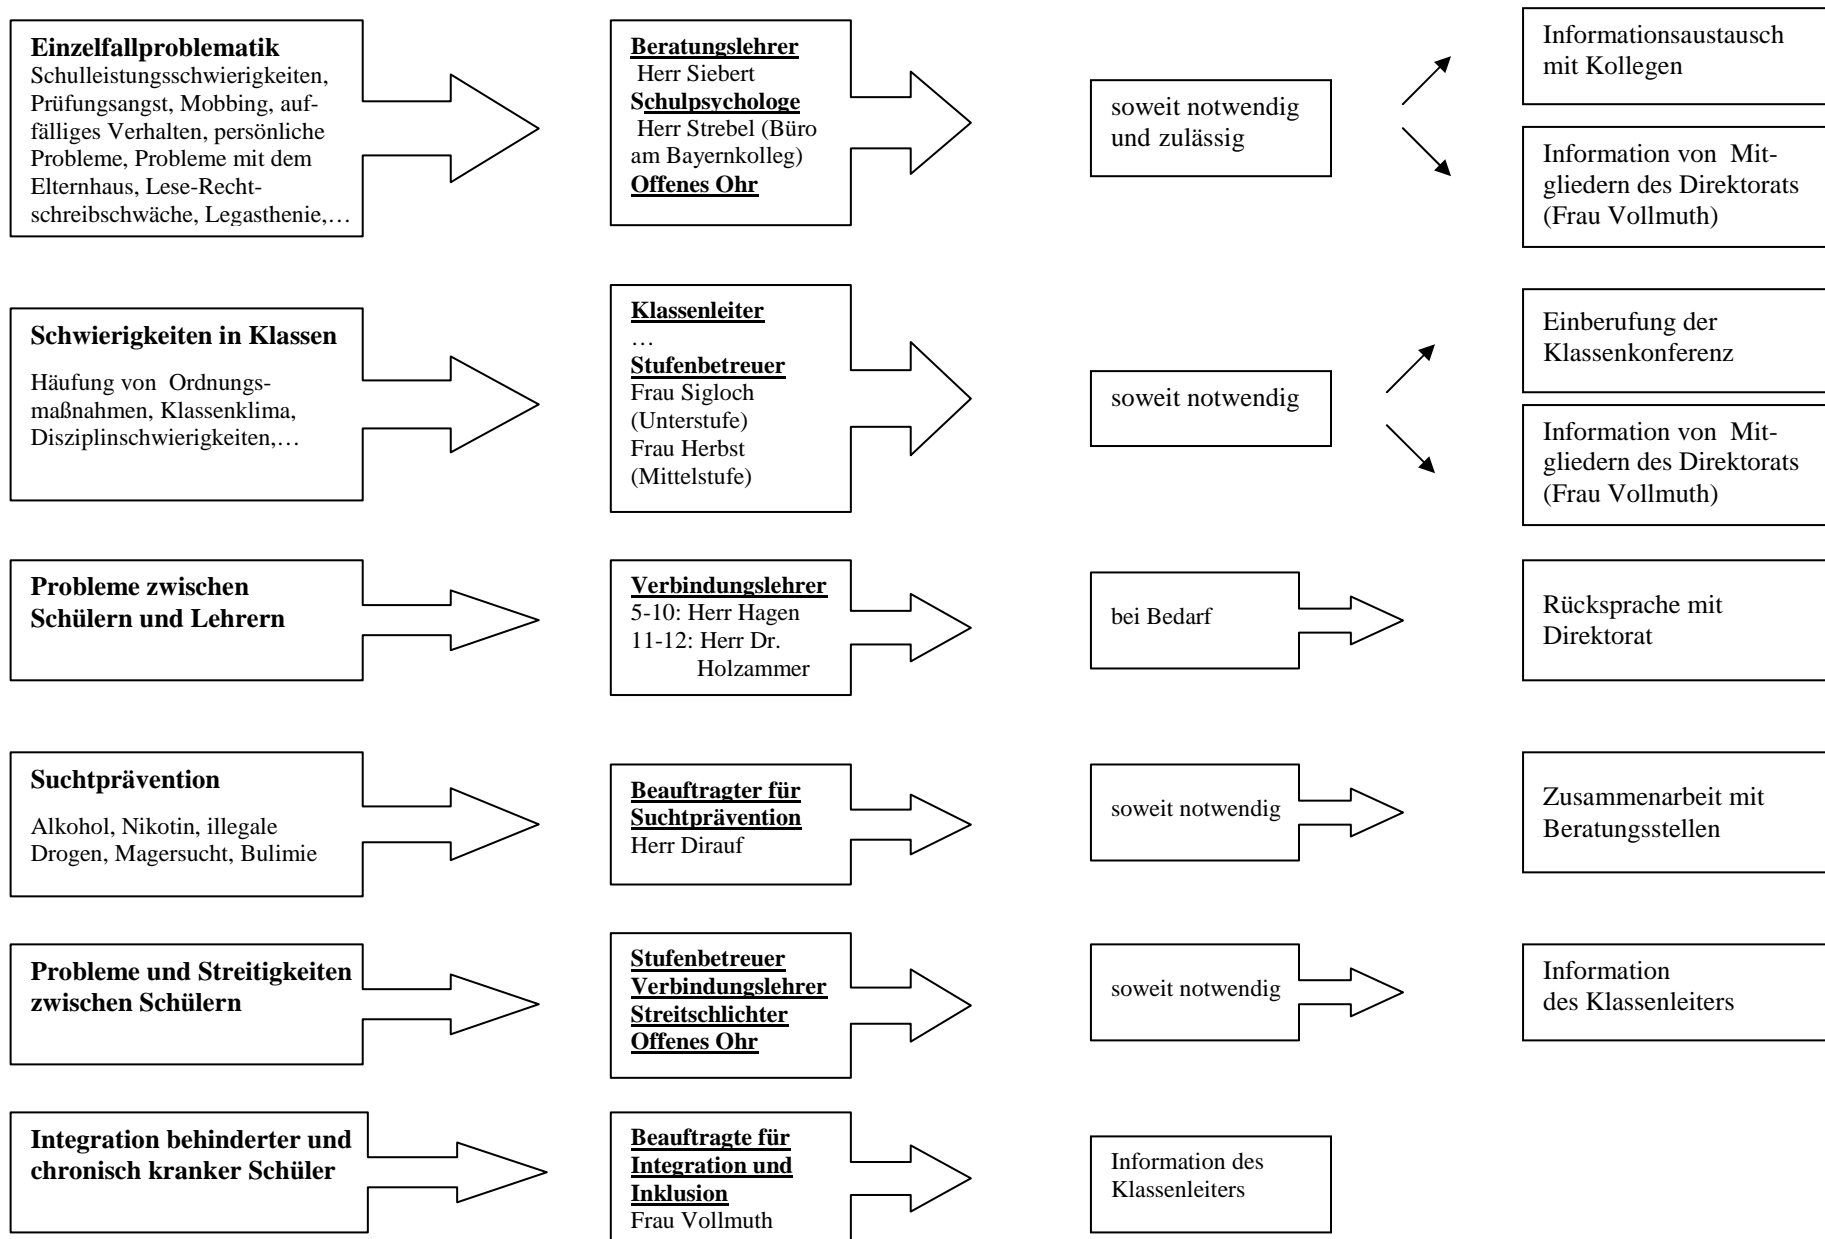 Einzelfallproblematik
Schulleistungsschwierigkeiten,
Prüfungsangst, Mobbing, auf-
fälliges Verhalten, persönliche
Probleme, Probleme mit dem
Elternhaus, Lese-Recht-
schreibschwäche, Legasthenie,…
Beratungslehrer
Herr Siebert
Schulpsychologe
Herr Strebel (Büro
am Bayernkolleg)
Offenes Ohr
soweit notwendig
und zulässig
Informationsaustausch
mit Kollegen
Information von Mit-
gliedern des Direktorats
(Frau Vollmuth)
Schwierigkeiten in Klassen
Häufung von Ordnungs-
maßnahmen, Klassenklima,
Disziplinschwierigkeiten,…
Klassenleiter
…
Stufenbetreuer
Frau Sigloch
(Unterstufe)
Frau Herbst
(Mittelstufe)
soweit notwendig
Einberufung der
Klassenkonferenz
Information von Mit-
gliedern des Direktorats
(Frau Vollmuth)
Probleme zwischen
Schülern und Lehrern
Verbindungslehrer
5-10: Herr Hagen
11-12: Herr Dr.
Holzammer
bei Bedarf
Rücksprache mit
Direktorat
Suchtprävention
Alkohol, Nikotin, illegale
Drogen, Magersucht, Bulimie
Beauftragter für
Suchtprävention
Herr Dirauf
soweit notwendig
Zusammenarbeit mit
Beratungsstellen
Probleme und Streitigkeiten
zwischen Schülern
Stufenbetreuer
Verbindungslehrer
Streitschlichter
Offenes Ohr
soweit notwendig
Information
des Klassenleiters
Integration behinderter und
chronisch kranker Schüler
Beauftragte für
Integration und
Inklusion
Frau Vollmuth
Information des
Klassenleiters